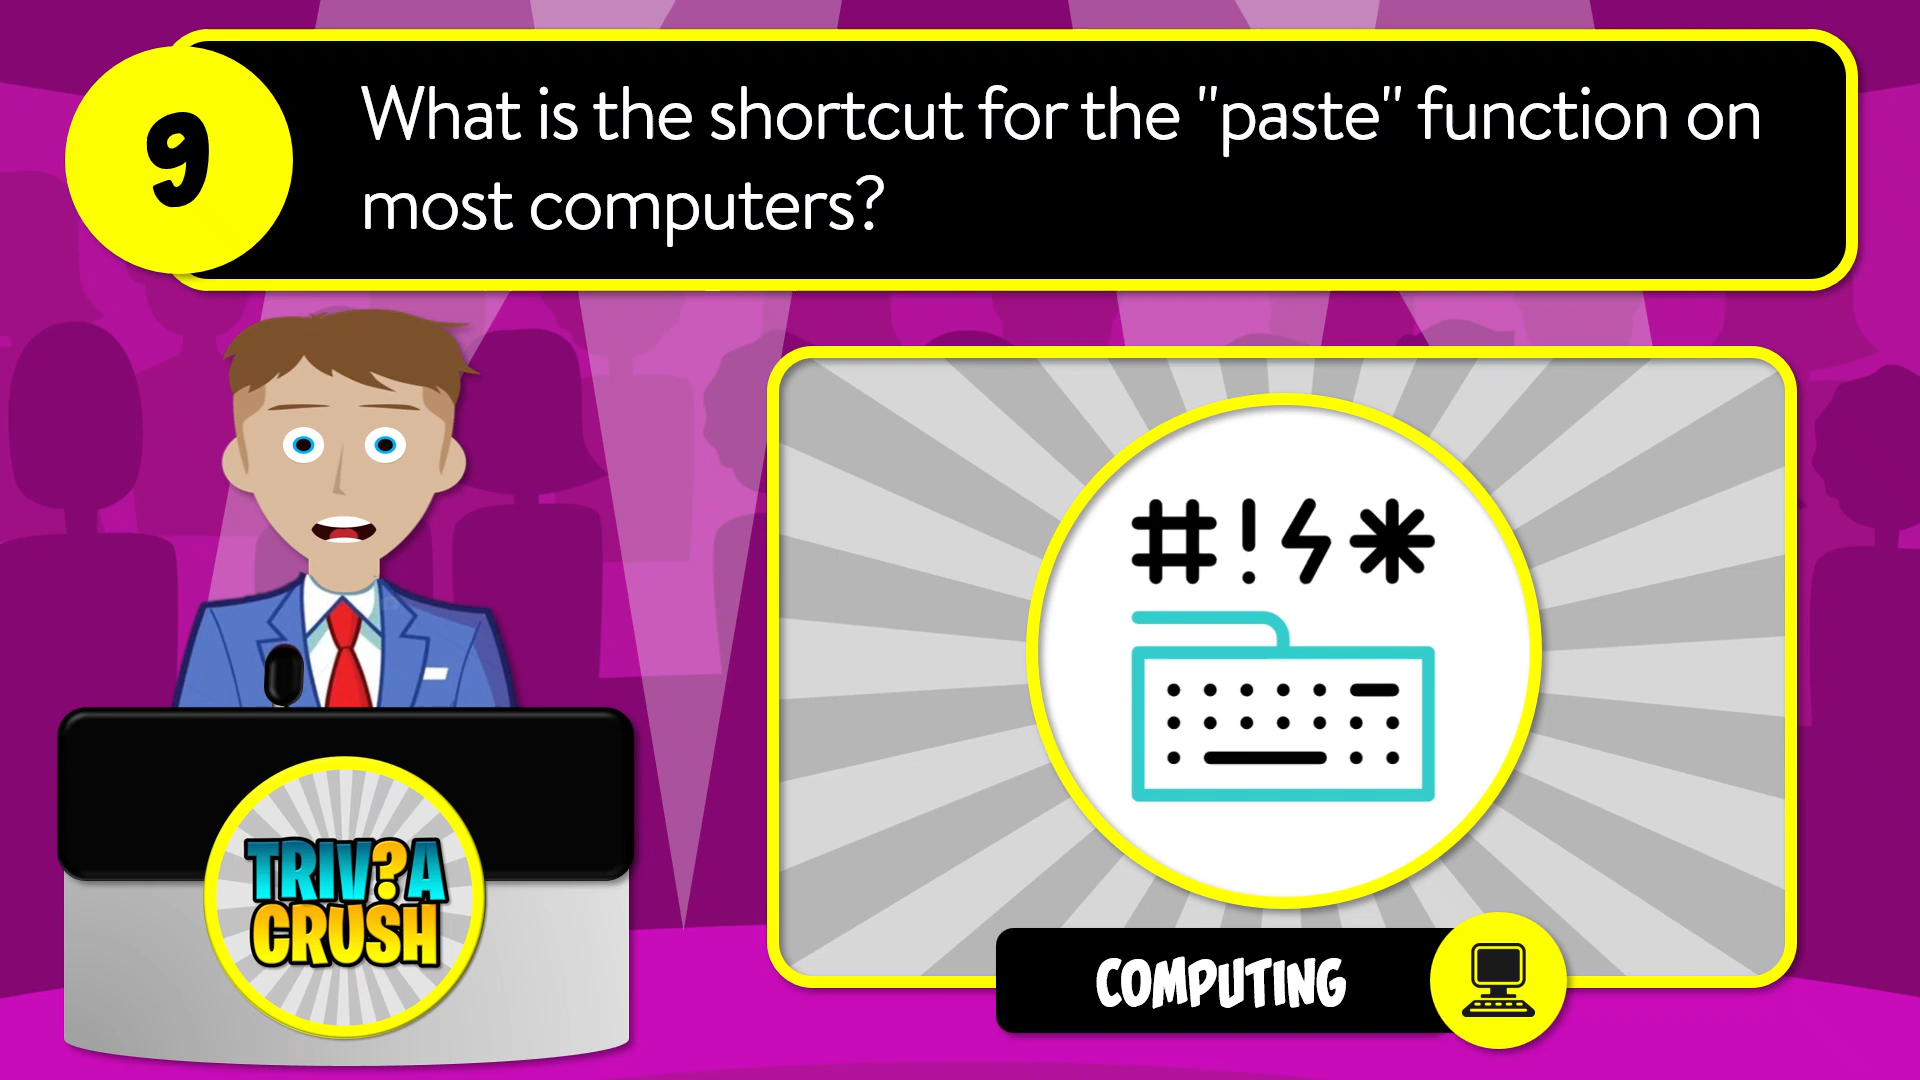 9
What is the shortcut for the "paste" function on
most computers?
#!ϟ*
TRIV?A
CRUSH
COMPUTING